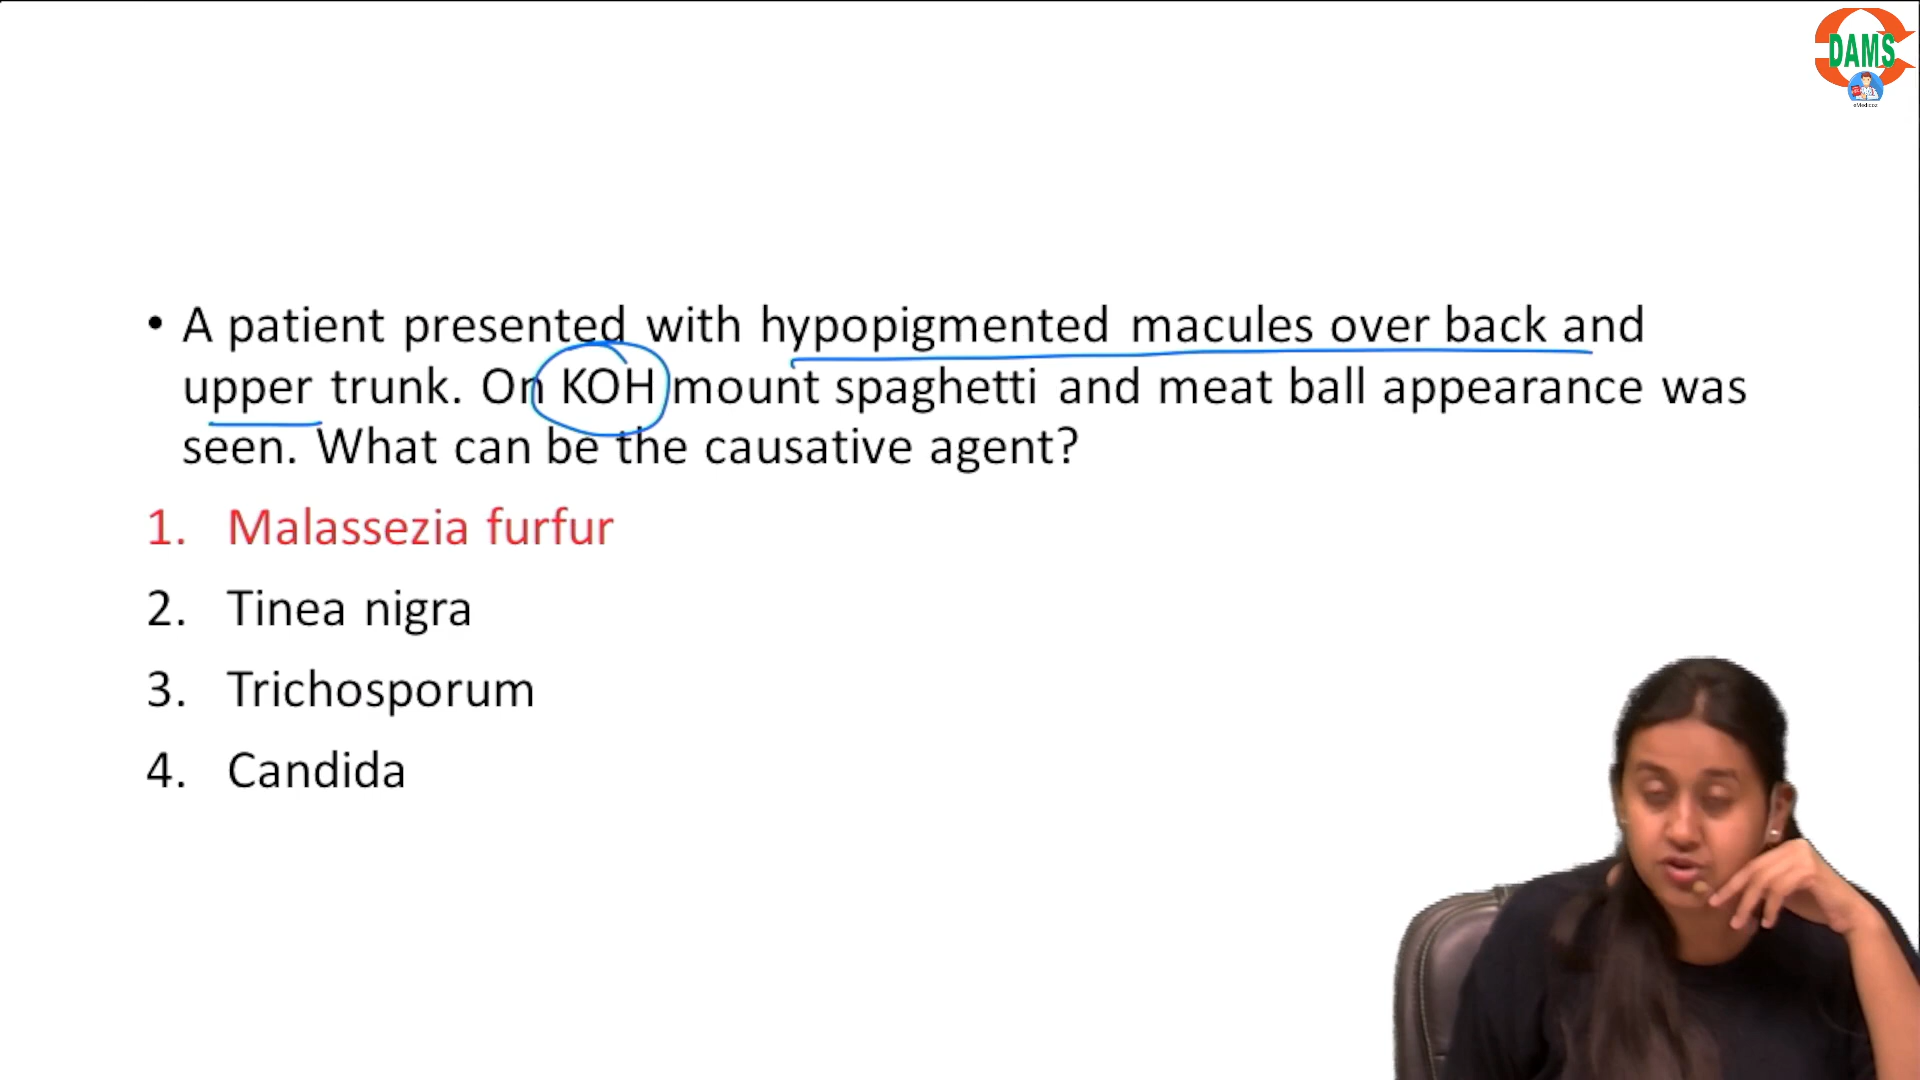 DAMS
eMedicoz
• A patient presented with hypopigmented macules over back and
upper trunk. On KOH mount spaghetti and meat ball appearance was
seen. What can be the causative agent?
1. Malassezia furfur
2. Tinea nigra
3. Trichosporum
4. Candida